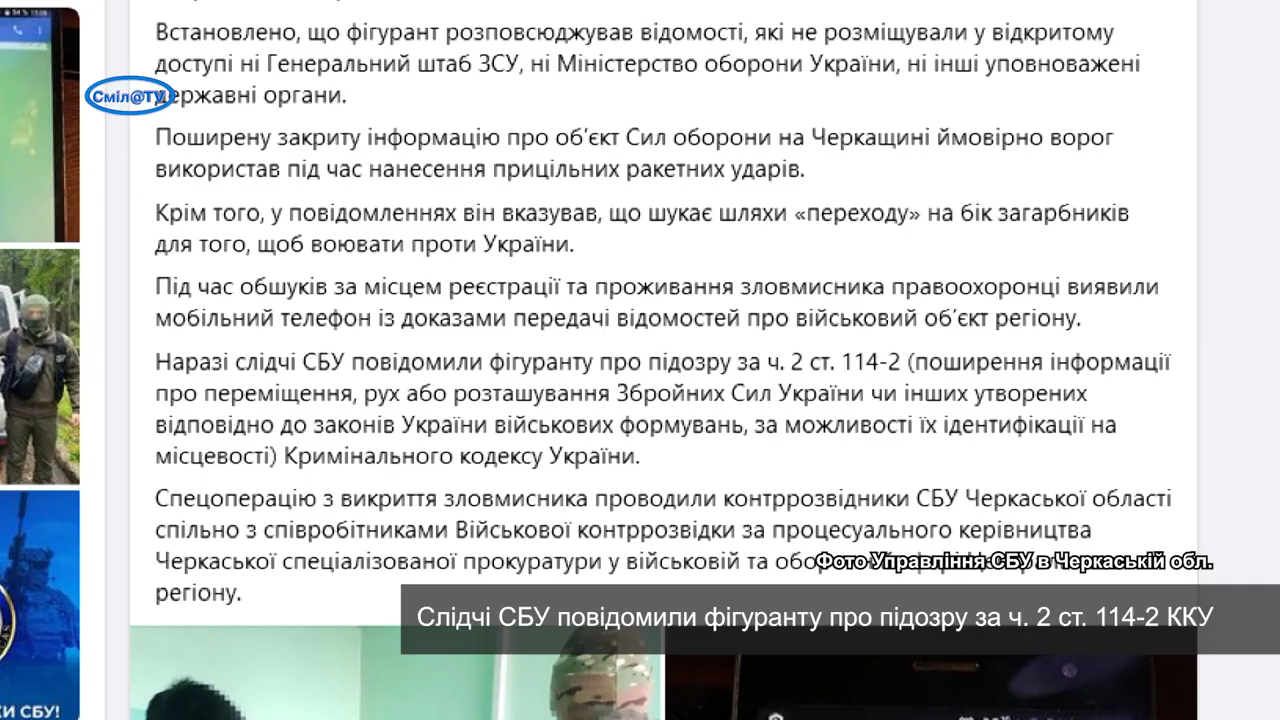 Встановлено, що фігурант розповсюджував відомості, які не розміщували у відкритому
доступі ні Генеральний штаб ЗСУ, ні Міністерство оборони України, ні інші уповноважені
Сміл@ТV
державні органи.
Поширену закриту інформацію про об’єкт Сил оборони на Черкащині ймовірно ворог
використав під час нанесення прицільних ракетних ударів.
Крім того, у повідомленнях він вказував, що шукає шляхи «переходу» на бік загарбників
для того, щоб воювати проти України.
Під час обшуків за місцем реєстрації та проживання зловмисника правоохоронці виявили
мобільний телефон із доказами передачі відомостей про військовий об’єкт регіону.
Наразі слідчі СБУ повідомили фігуранту про підозру за ч. 2 ст. 114-2 (поширення інформації
про переміщення, рух або розташування Збройних Сил України чи інших утворених
відповідно до законів України військових формувань, за можливості їх ідентифікації на
місцевості) Кримінального кодексу України.
Спецоперацію з викриття зловмисника проводили контррозвідники СБУ Черкаської області
спільно з співробітниками Військової контррозвідки за процесуального керівництва
Черкаської спеціалізованої прокуратури у військовій та
Фото Управління СБУ в Черкаській обл.
регіону.
Слідчі СБУ повідомили фігуранту про підозру за ч. 2 ст. 114-2 ККУ
СБУ!